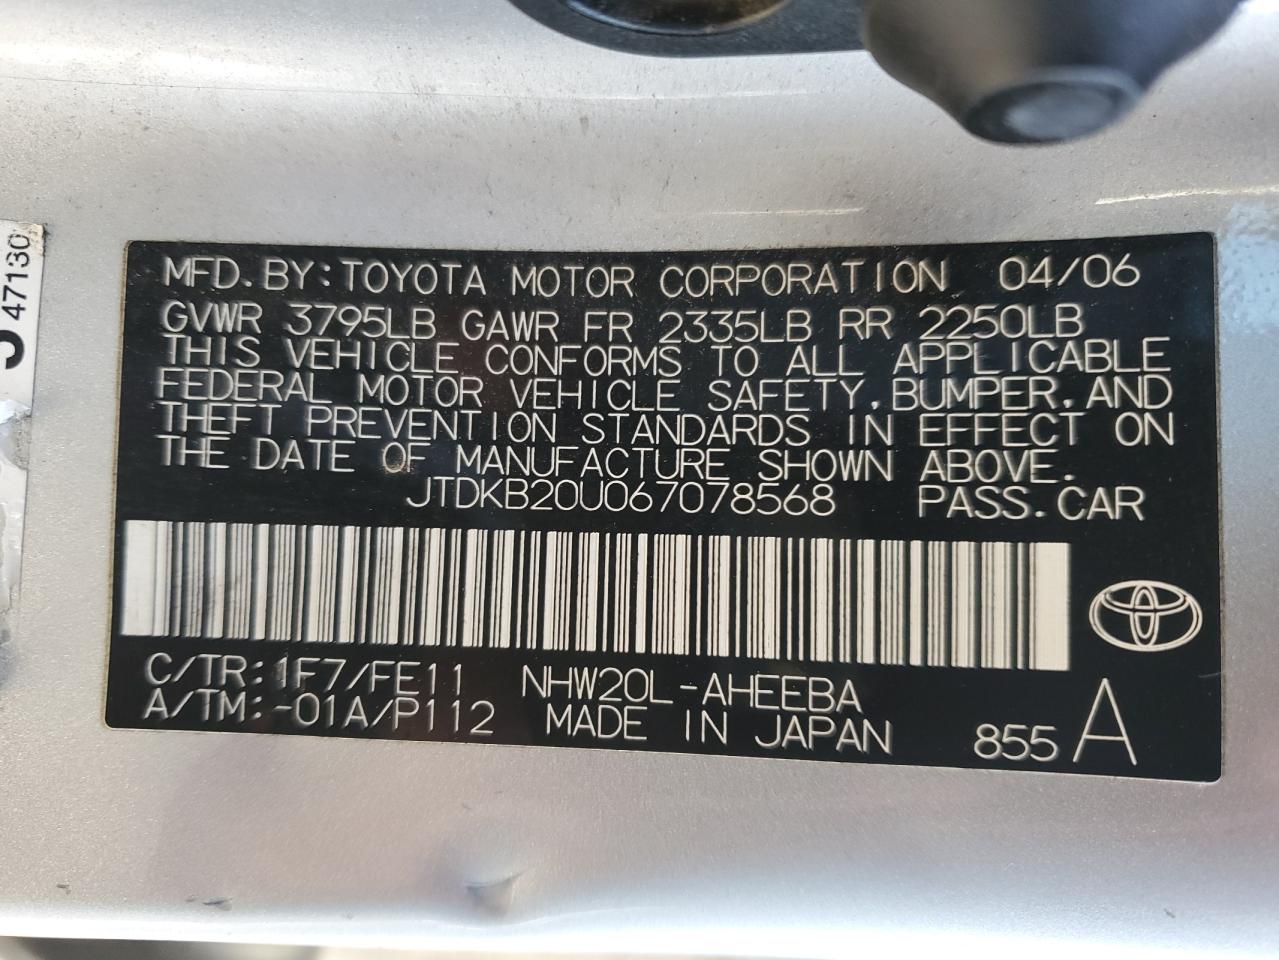 MFD.BY:TOYOTA MOTOR CORPORATION 04/06
GVWR 3795LB GAWR FR 2335LB RR 2250LB
THIS VEHICLE CONFORMS TO ALL APPLICABLE
FEDERAL MOTOR VEHICLE SAFETY,BUMPER,AND
THEFT PREVENTION STANDARDS IN EFFECT ON
THE DATE OF MANUFACTURE SHOWN ABOVE.
JTDKB20U067078568 PASS.CAR
C/TR:1F7/FE11 NHW20L-AHEEBA
A/TM:-01A/P112 MADE IN JAPAN 855 A
47130